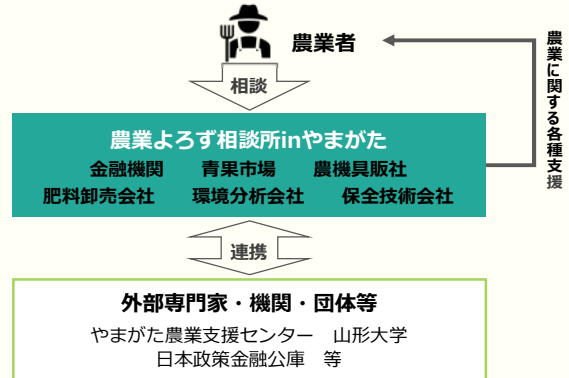 農業者
相談
農業に関する各種支援
農業よろず相談所inやまがた
金融機関 青果市場 農機具販社
肥料卸売会社 環境分析会社 保全技術会社
連携
外部専門家・機関・団体等
やまがた農業支援センター 山形大学
日本政策金融公庫 等